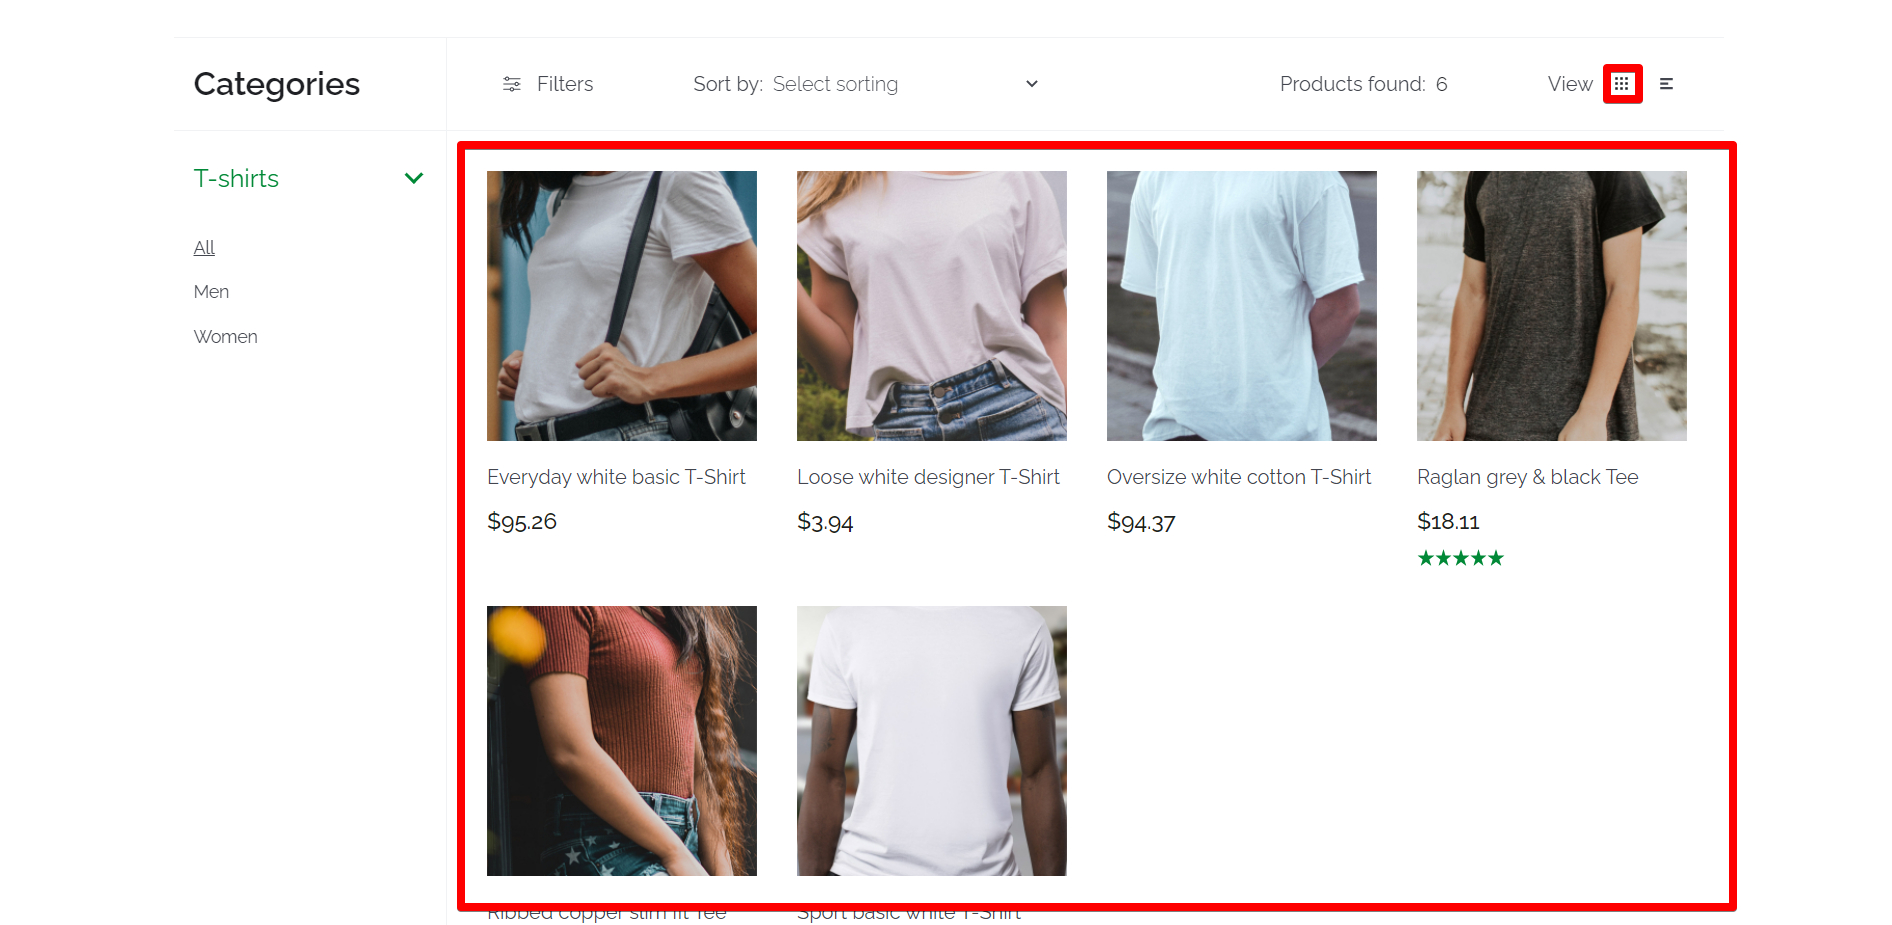 Categories
Filters
Sort by: Select sorting
Products found: 6
View
T-shirts
All
Men
Women
Everyday white basic T-Shirt
$95.26
Loose white designer T-Shirt
$3.94
Oversize white cotton T-Shirt
$94.37
Raglan grey & black Tee
$18.11
Ribbed copper slim fit Tee
Sport basic white T-Shirt